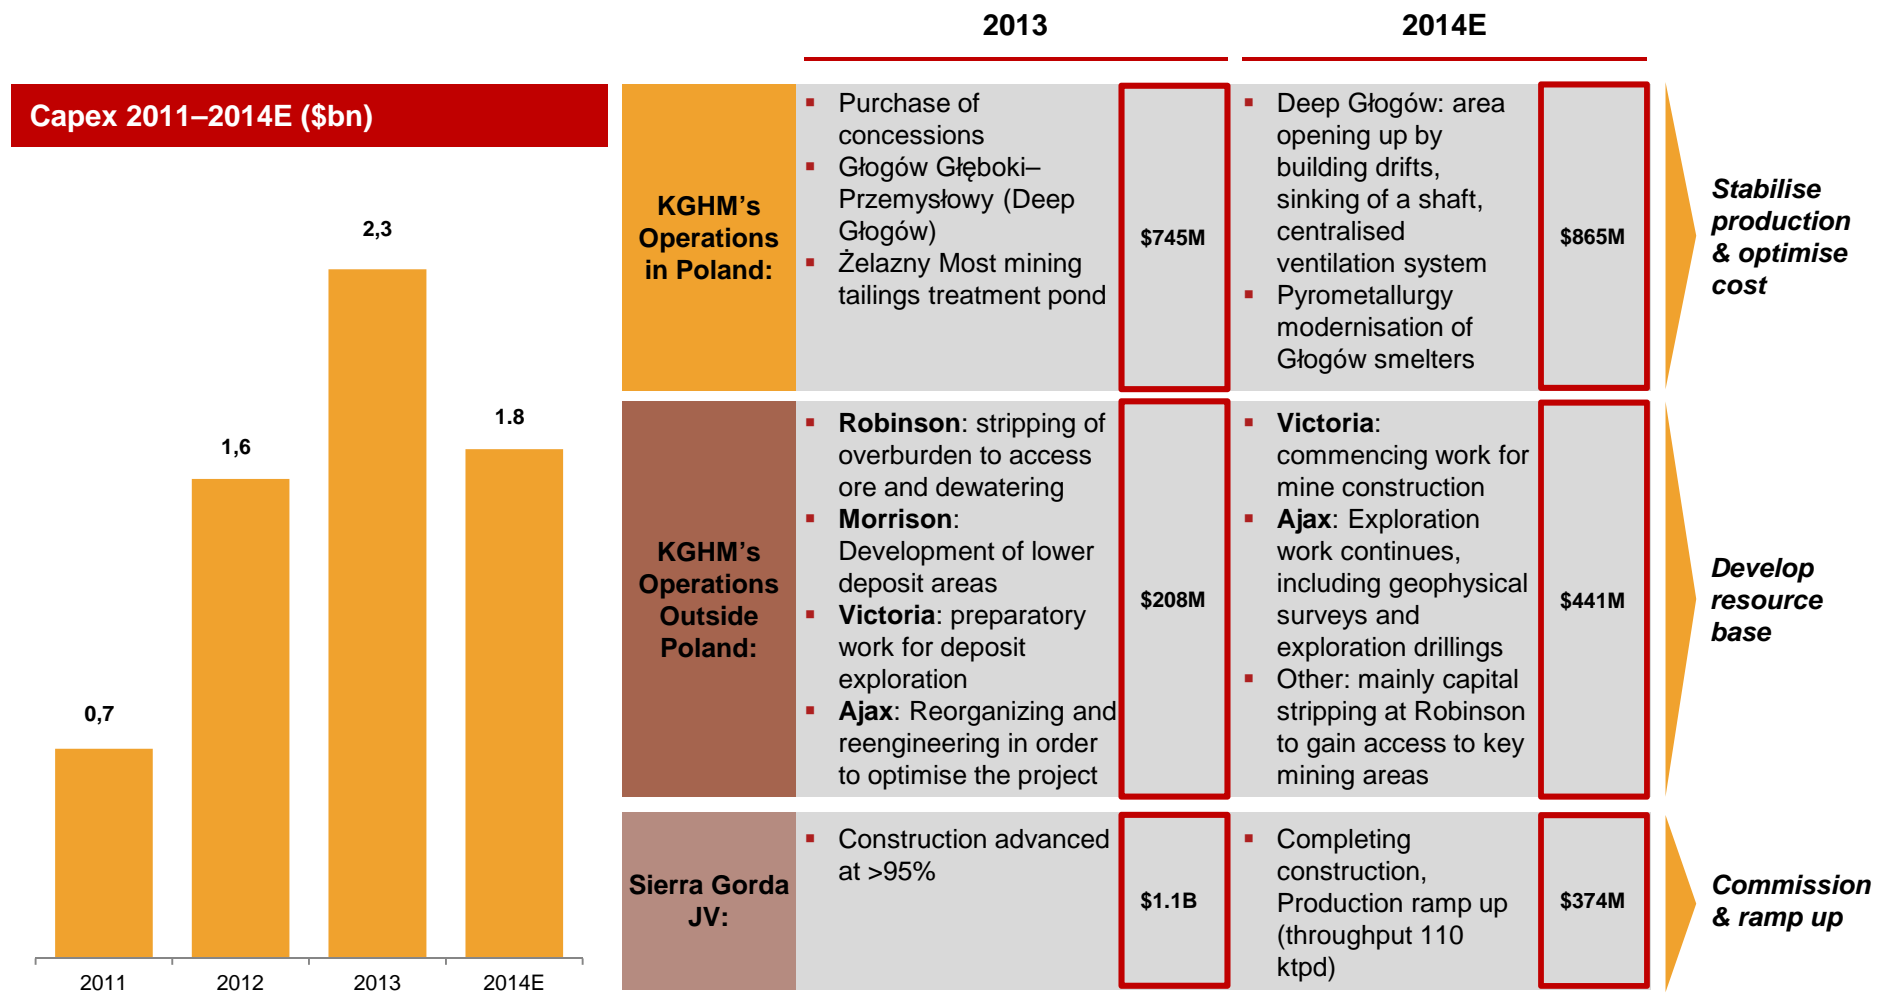 2013
2014E
Capex 2011–2014E ($bn)
2,3
1.8
1,6
0,7
2011
2012
2013
2014E
KGHM’s
Operations
in Poland:
▪ Purchase of
concessions
▪ Głogów Głęboki–
Przemysłowy (Deep
Głogów)
▪ Żelazny Most mining
tailings treatment pond
$745M
▪ Deep Głogów: area
opening up by
building drifts,
sinking of a shaft,
centralised
ventilation system
▪ Pyrometallurgy
modernisation of
Głogów smelters
$865M
Stabilise
production
& optimise
cost
KGHM’s
Operations
Outside
Poland:
▪ Robinson: stripping of
overburden to access
ore and dewatering
▪ Morrison:
Development of lower
deposit areas
▪ Victoria: preparatory
work for deposit
exploration
▪ Ajax: Reorganizing and
reengineering in order
to optimise the project
$208M
▪ Victoria:
commencing work for
mine construction
▪ Ajax: Exploration
work continues,
including geophysical
surveys and
exploration drillings
▪ Other: mainly capital
stripping at Robinson
to gain access to key
mining areas
$441M
Develop
resource
base
Sierra Gorda
JV:
▪ Construction advanced
at >95%
$1.1B
▪ Completing
construction,
Production ramp up
(throughput 110
ktpd)
$374M
Commission
& ramp up